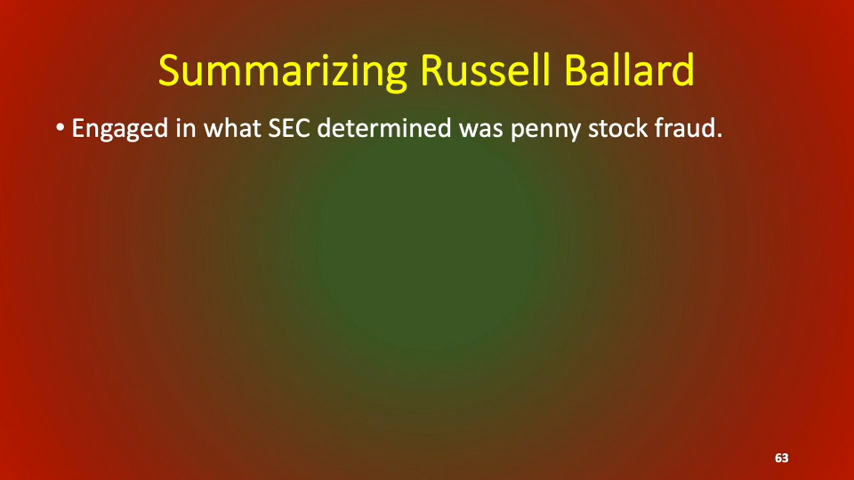 Summarizing Russell Ballard
• Engaged in what SEC determined was penny stock fraud.
63